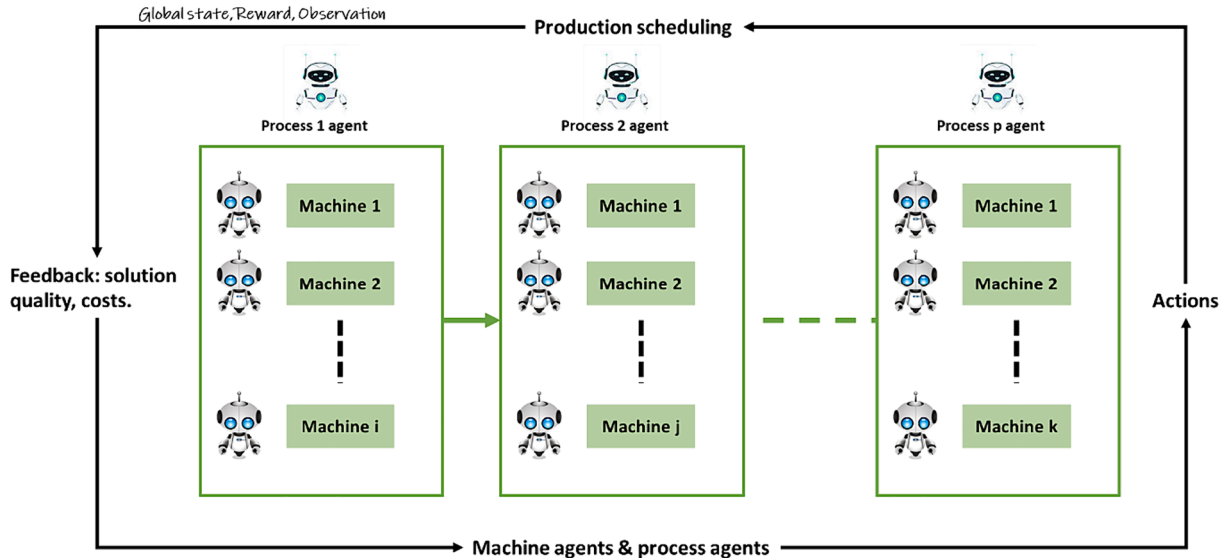 Global state, Reward, Observation
Production scheduling
Process 1 agent
Process 2 agent
Process p agent
Machine 1
Machine 1
Machine 1
Machine 2
Machine 2
Machine 2
Feedback: solution
quality, costs.
Actions
Machine i
Machine j
Machine k
Machine agents & process agents